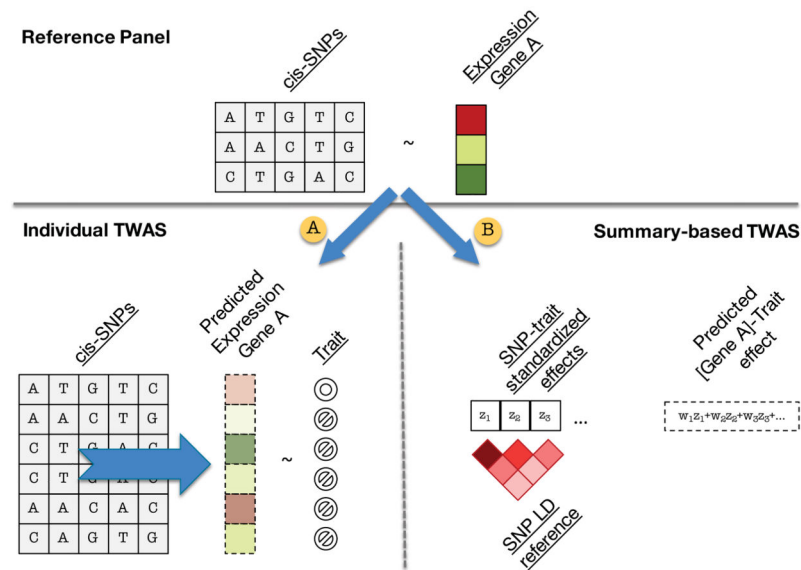 Reference Panel
cis-SNPs
Expression
Gene A
A T G T C
A A C T G
C T G A C
~
Individual TWAS
A
B
Summary-based TWAS
cis-SNPs
Predicted
Expression
Gene A
Trait
A T G T C
A A C T G
C T G A C
C T G A C
A A C A C
C A G T G
~
SNP-trait
standardized
effects
z1 z2 z3 ...
SNP LD
reference
Predicted
[Gene A]-Trait
effect
w1z1+w2z2+w3z3+...